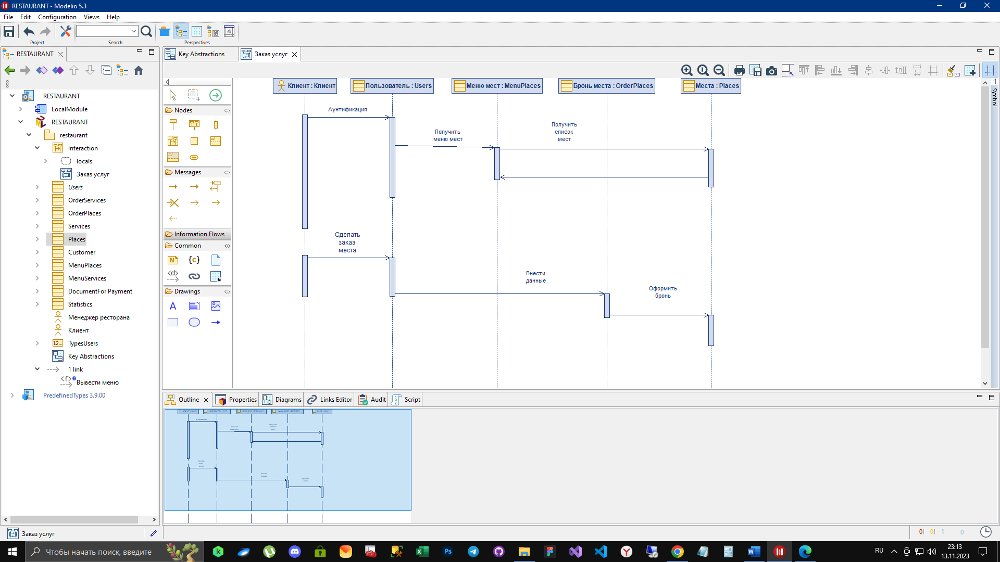 RESTAURANT - Modelio 5.3
File Edit Configuration Views Help
Project
Search
Perspectives
RESTAURANT
RESTAURANT
LocalModule
RESTAURANT
restaurant
Interaction
locals
Заказ услуг
Users
OrderServices
OrderPlaces
Services
Places
Customer
MenuPlaces
MenuServices
DocumentFor Payment
Statistics
Менеджер ресторана
Клиент
TypesUsers
Key Abstractions
1 link
Вывести меню
PredefinedTypes 3.9.00
Key Abstractions
Заказ услуг
Nodes
Messages
Information Flows
Common
Drawings
Клиент : Клиент
Пользователь : Users
Меню мест : MenuPlaces
Бронь места : OrderPlaces
Места : Places
Аунтификация
Получить
меню мест
Получить
список
мест
Сделать
заказ
места
Внести
данные
Оформить
бронь
Symbol
Outline
Properties
Diagrams
Links Editor
Audit
Script
Заказ услуг
0 0 1 0
Чтобы начать поиск, введите
RU
23:13
13.11.2023